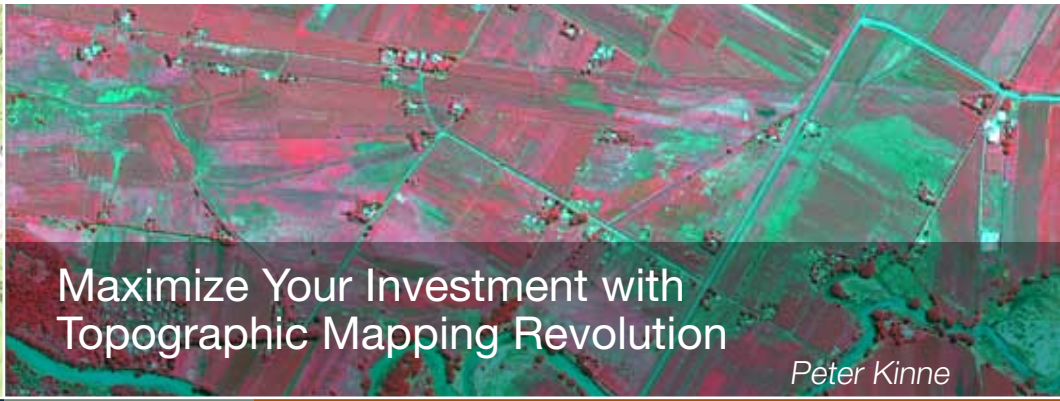 Maximize Your Investment with
Topographic Mapping Revolution
Peter Kinne